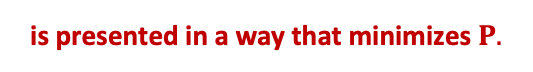 is presented in a way that minimizes P.